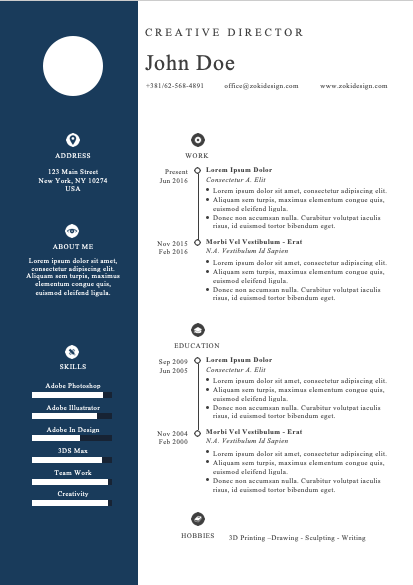 CREATIVE DIRECTOR
John Doe
+381/62-568-4891 office@zokidesign.com www.zokidesign.com
ADDRESS
123 Main Street
New York, NY 10274
USA
ABOUT ME
Lorem ipsum dolor sit amet,
consectetur adipiscing elit.
Aliquam sem turpis, maximus
elementum congue quis,
euismod eleifend ligula.
SKILLS
Adobe Photoshop
Adobe Illustrator
Adobe In Design
3DS Max
Team Work
Creativity
WORK
Present
Jun 2016
Lorem Ipsum Dolor
Consectetur A. Elit
Lorem ipsum dolor sit amet, consectetur adipiscing elit.
Aliquam sem turpis, maximus elementum congue quis,
euismod eleifend ligula.
Donec non accumsan nulla. Curabitur volutpat iaculis
risus, id euismod tortor bibendum eget.
Nov 2015
Feb 2016
Morbi Vel Vestibulum - Erat
N.A. Vestibulum Id Sapien
Lorem ipsum dolor sit amet, consectetur adipiscing elit.
Aliquam sem turpis, maximus elementum congue quis,
euismod eleifend ligula.
Donec non accumsan nulla. Curabitur volutpat iaculis
risus, id euismod tortor bibendum eget.
EDUCATION
Sep 2009
Jun 2005
Lorem Ipsum Dolor
Consectetur A. Elit
Lorem ipsum dolor sit amet, consectetur adipiscing elit.
Aliquam sem turpis, maximus elementum congue quis,
euismod eleifend ligula.
Donec non accumsan nulla. Curabitur volutpat iaculis
risus, id euismod tortor bibendum eget.
Nov 2004
Feb 2000
Morbi Vel Vestibulum - Erat
N.A. Vestibulum Id Sapien
Lorem ipsum dolor sit amet, consectetur adipiscing elit.
Aliquam sem turpis, maximus elementum congue quis,
euismod eleifend ligula.
Donec non accumsan nulla. Curabitur volutpat iaculis
risus, id euismod tortor bibendum eget.
HOBBIES 3D Printing –Drawing - Sculpting - Writing